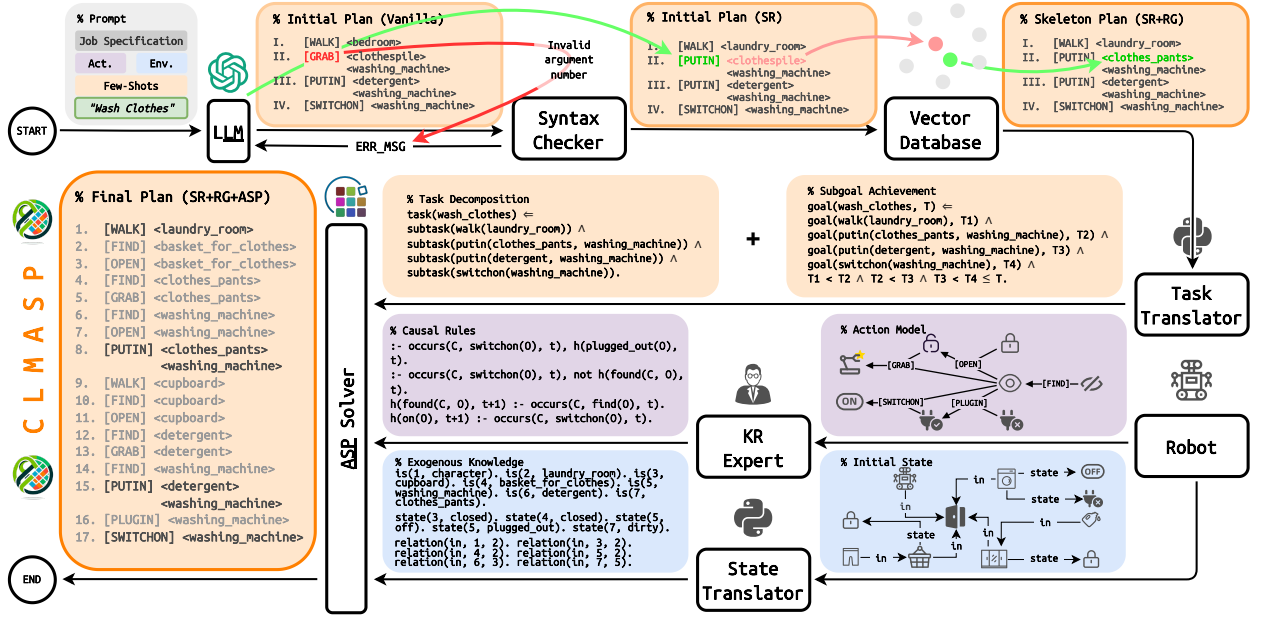 % Prompt
Job Specification
Act.
Env.
Few-Shots
"Wash Clothes"
START
LLM
% Initial Plan (Vanilla)
I. [WALK] <bedroom>
II. [GRAB] <clothespile>
<washing_machine>
III. [PUTIN] <detergent>
<washing_machine>
IV. [SWITCHON] <washing_machine>
Invalid
argument
number
ERR_MSG
Syntax
Checker
% Initial Plan (SR)
I. [WALK] <laundry_room>
II. [PUTIN] <clothespile>
<washing_machine>
III. [PUTIN] <detergent>
<washing_machine>
IV. [SWITCHON] <washing_machine>
Vector
Database
% Skeleton Plan (SR+RG)
I. [WALK] <laundry_room>
II. [PUTIN] <clothes_pants>
<washing_machine>
III. [PUTIN] <detergent>
<washing_machine>
IV. [SWITCHON] <washing_machine>
CLMASP
% Final Plan (SR+RG+ASP)
1. [WALK] <laundry_room>
2. [FIND] <basket_for_clothes>
3. [OPEN] <basket_for_clothes>
4. [FIND] <clothes_pants>
5. [GRAB] <clothes_pants>
6. [FIND] <washing_machine>
7. [OPEN] <washing_machine>
8. [PUTIN] <clothes_pants>
<washing_machine>
9. [WALK] <cupboard>
10. [FIND] <cupboard>
11. [OPEN] <cupboard>
12. [FIND] <detergent>
13. [GRAB] <detergent>
14. [FIND] <washing_machine>
15. [PUTIN] <detergent>
<washing_machine>
16. [PLUGIN] <washing_machine>
17. [SWITCHON] <washing_machine>
END
ASP Solver
% Task Decomposition
task(wash_clothes) ⇐
subtask(walk(laundry_room)) ∧
subtask(putin(clothes_pants, washing_machine)) ∧
subtask(putin(detergent, washing_machine)) ∧
subtask(switchon(washing_machine)).
+
% Subgoal Achievement
goal(wash_clothes, T) ⇐
goal(walk(laundry_room), T1) ∧
goal(putin(clothes_pants, washing_machine), T2) ∧
goal(putin(detergent, washing_machine), T3) ∧
goal(switchon(washing_machine), T4) ∧
T1 < T2 ∧ T2 < T3 ∧ T3 < T4 ≤ T.
Task
Translator
% Causal Rules
:- occurs(C, switchon(O), t), h(plugged_out(O),
t).
:- occurs(C, switchon(O), t), not h(found(C, O),
t).
h(found(C, O), t+1) :- occurs(C, find(O), t).
h(on(O), t+1) :- occurs(C, switchon(O), t).
KR
Expert
% Action Model
[GRAB]
[OPEN]
[FIND]
ON
[SWITCHON]
[PLUGIN]
Robot
% Exogenous Knowledge
is(1, character). is(2, laundry_room). is(3,
cupboard). is(4, basket_for_clothes). is(5,
washing_machine). is(6, detergent). is(7,
clothes_pants).
state(3, closed). state(4, closed). state(5,
off). state(5, plugged_out). state(7, dirty).
relation(in, 1, 2). relation(in, 3, 2).
relation(in, 4, 2). relation(in, 5, 2).
relation(in, 6, 3). relation(in, 7, 5).
State
Translator
% Initial State
in
in
state
OFF
state
in
state
in
in
in
state